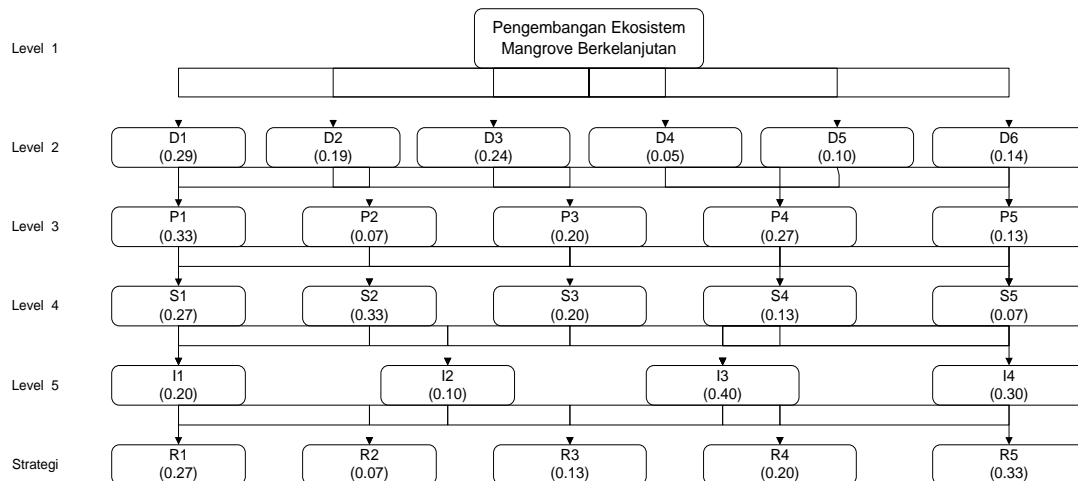 Pengembangan Ekosistem
Mangrove Berkelanjutan
Level 1
D1 D2 D3 D4 D5 D6
Level 2
(0.29) (0.19) (0.24) (0.05) (0.10) (0.14)
P1 P2 P3 P4 P5
Level 3
(0.33) (0.07) (0.20) (0.27) (0.13)
S1 S2 S3 S4 S5
Level 4
(0.27) (0.33) (0.20) (0.13) (0.07)
I1 I2 I3 I4
Level 5
(0.20) (0.10) (0.40) (0.30)
R1 R2 R3 R4 R5
Strategi
(0.27) (0.07) (0.13) (0.20) (0.33)